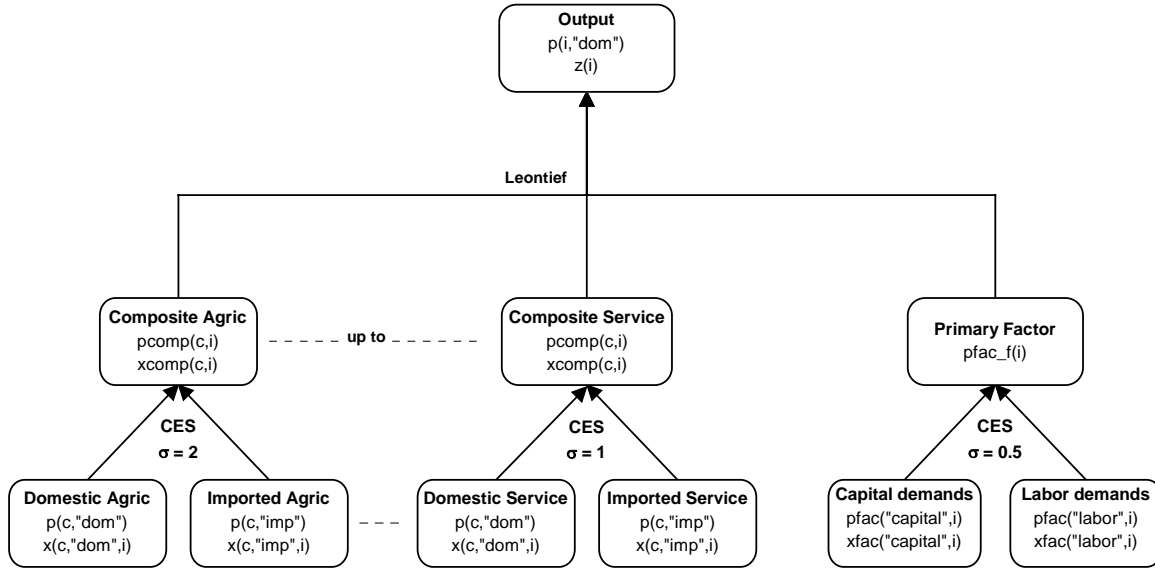 Output
p(i,"dom")
z(i)
Leontief
Composite Agric
pcomp(c,i)
xcomp(c,i)
up to
Composite Service
pcomp(c,i)
xcomp(c,i)
Primary Factor
pfac_f(i)
CES
σ = 2
CES
σ = 1
CES
σ = 0.5
Domestic Agric
p(c,"dom")
x(c,"dom",i)
Imported Agric
p(c,"imp")
x(c,"imp",i)
Domestic Service
p(c,"dom")
x(c,"dom",i)
Imported Service
p(c,"imp")
x(c,"imp",i)
Capital demands
pfac("capital",i)
xfac("capital",i)
Labor demands
pfac("labor",i)
xfac("labor",i)